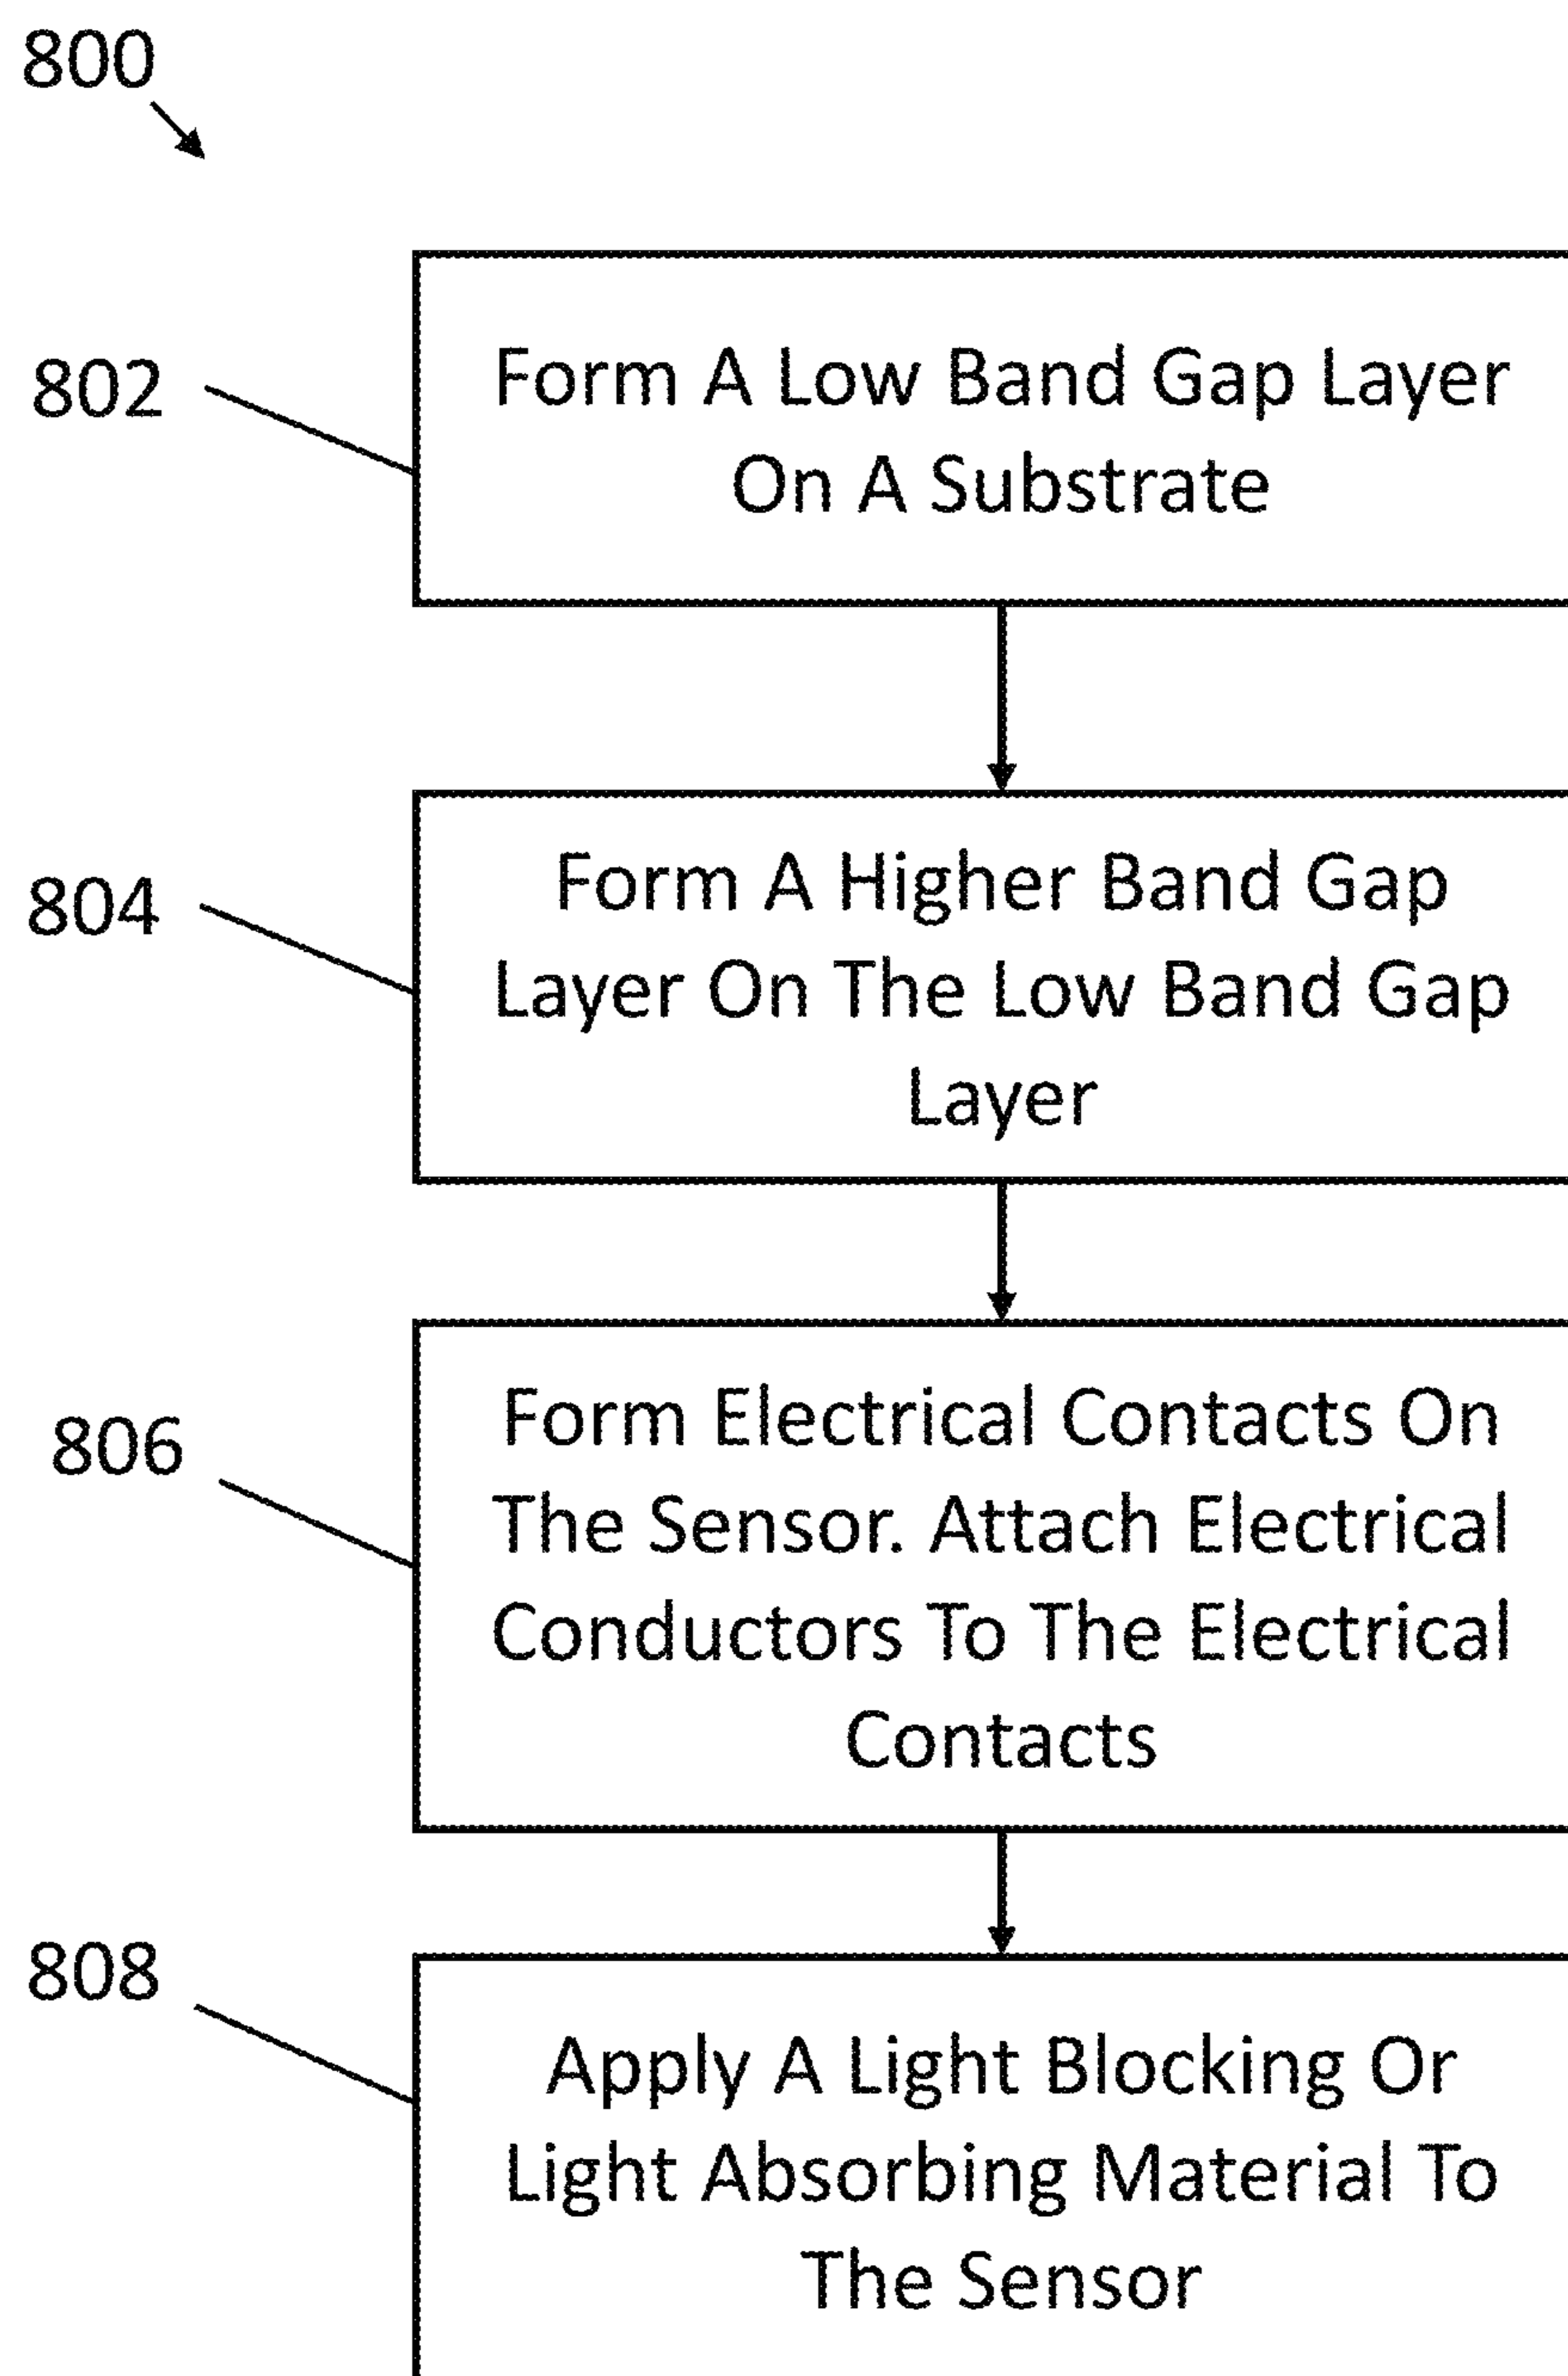 800
802
Form A Low Band Gap Layer
On A Substrate
804
Form A Higher Band Gap
Layer On The Low Band Gap
Layer
806
Form Electrical Contacts On
The Sensor. Attach Electrical
Conductors To The Electrical
Contacts
808
Apply A Light Blocking Or
Light Absorbing Material To
The Sensor